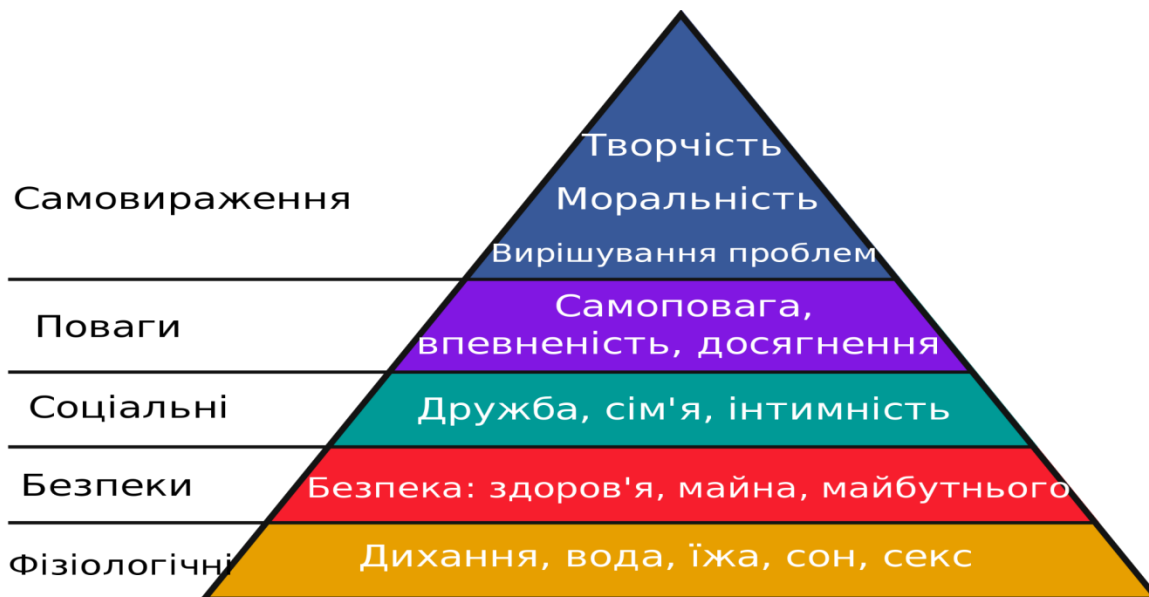 Творчість
Самовираження
Моральність
Вирішування проблем
Поваги
Самоповага,
впевненість, досягнення
Соціальні
Дружба, сім'я, інтимність
Безпеки
Безпека: здоров'я, майна, майбутнього
Фізіологічні
Дихання, вода, їжа, сон, секс